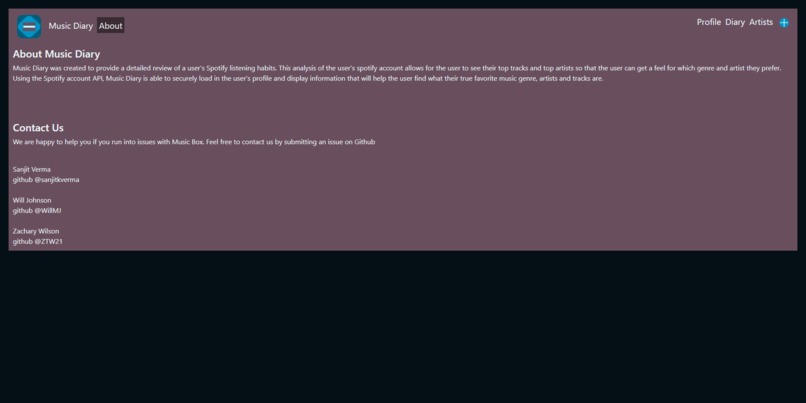 Music Diary About
Profile Diary Artists
About Music Diary
Music Diary was created to provide a detailed review of a user's Spotify listening habits. This analysis of the user's spotify account allows for the user to see their top tracks and top artists so that the user can get a feel for which genre and artist they prefer.
Using the Spotify account API, Music Diary is able to securely load in the user's profile and display information that will help the user find what their true favorite music genre, artists and tracks are.
Contact Us
We are happy to help you if you run into issues with Music Box. Feel free to contact us by submitting an issue on Github
Sanjit Verma
github @sanjitkverma
Will Johnson
github @WillMJ
Zachary Wilson
github @ZTW21